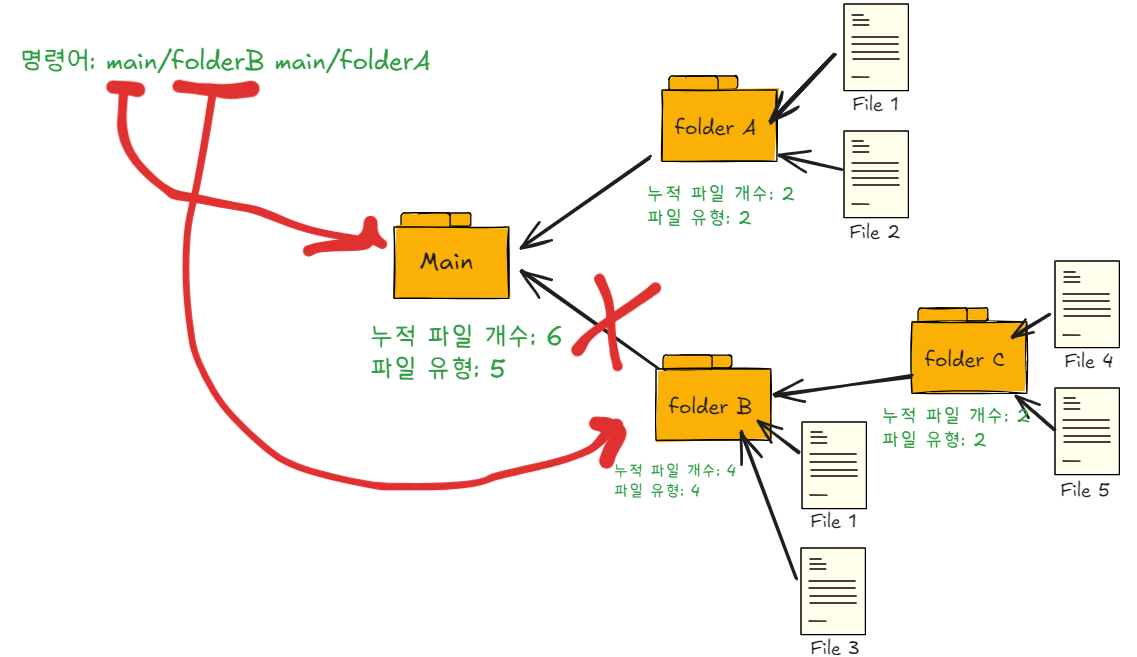 명령어: main/folderB main/folderA
File 1
folder A
File 2
누적 파일 개수: 2
파일 유형: 2
Main
누적 파일 개수: 6
파일 유형: 5
folder C
File 4
folder B
누적 파일 개수: 2
파일 유형: 2
누적 파일 개수: 4
파일 유형: 4
File 5
File 1
File 3